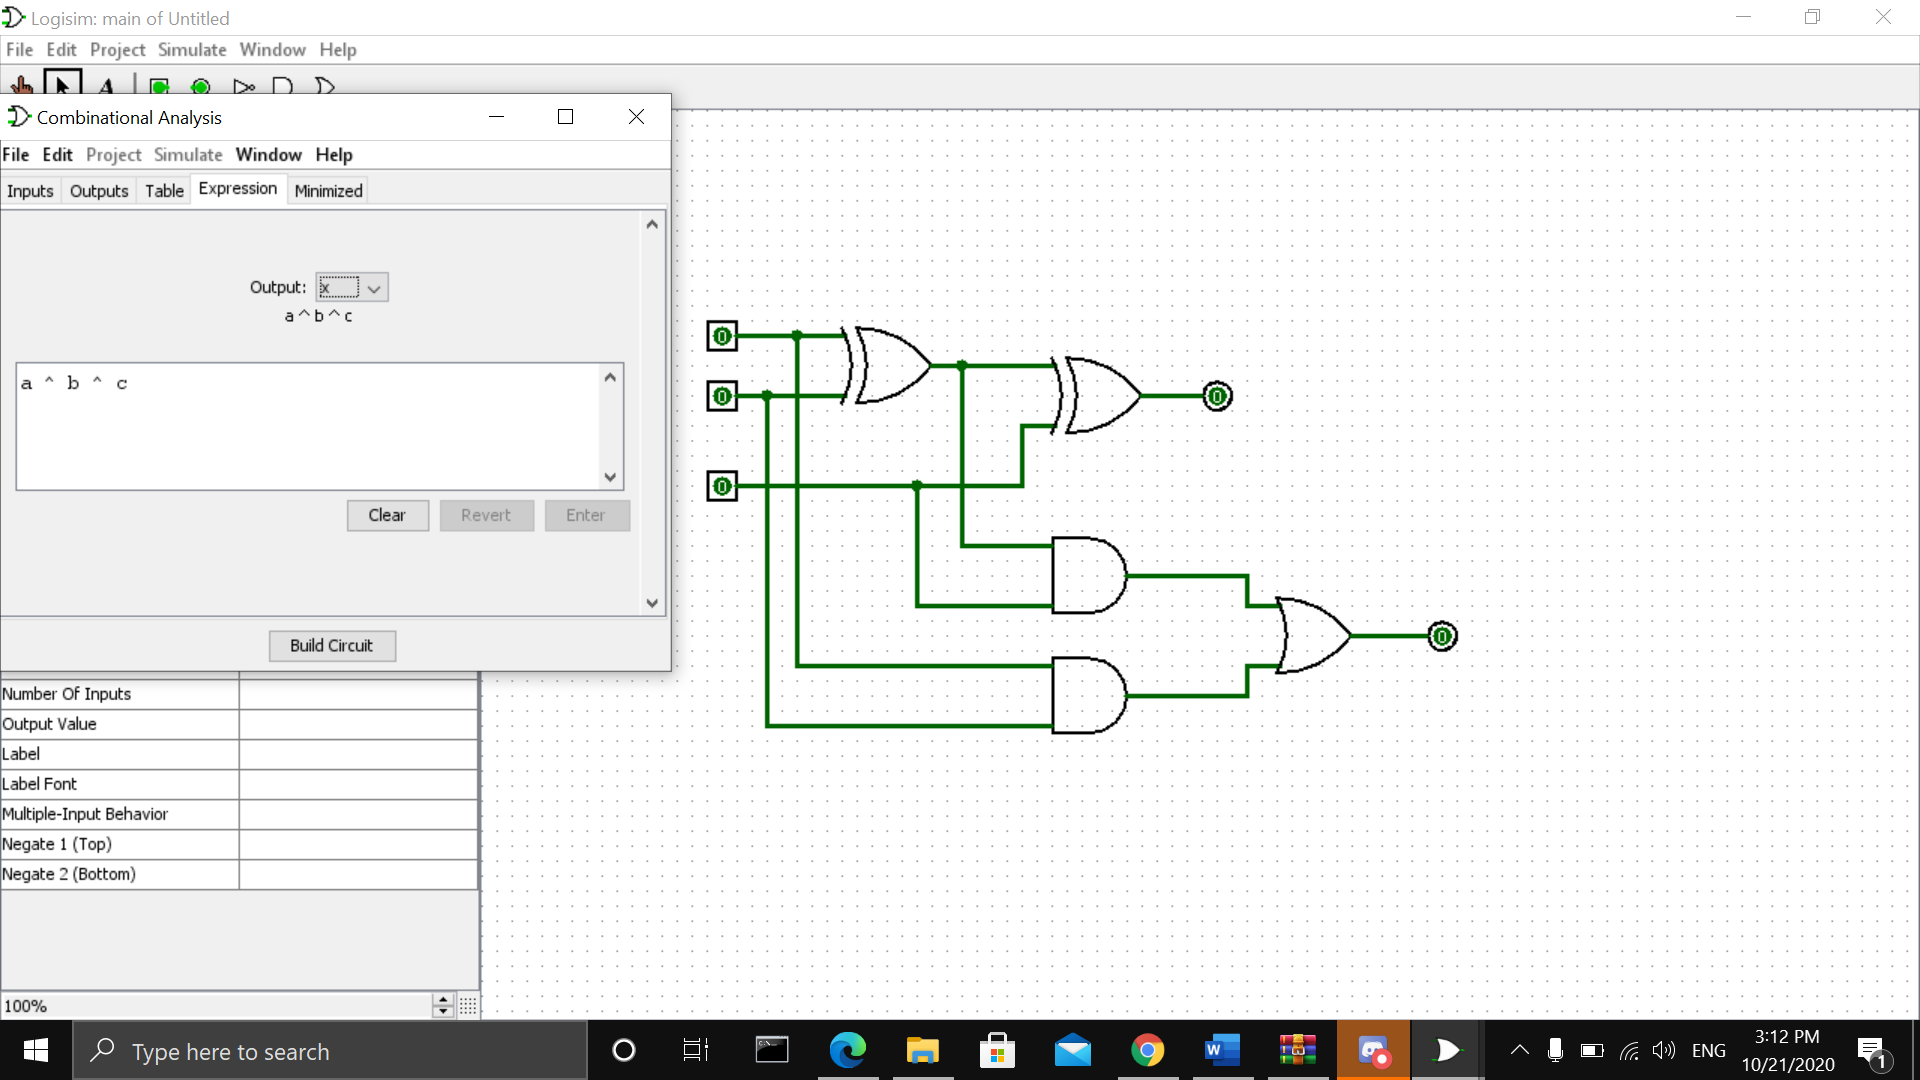 Logisim: main of Untitled
File Edit Project Simulate Window Help
A
Combinational Analysis
File Edit Project Simulate Window Help
Inputs Outputs Table Expression Minimized
Output: x
a ^ b ^ c
a ^ b ^ c
Clear Revert Enter
Build Circuit
0
0
0
0
0
Number Of Inputs
Output Value
Label
Label Font
Multiple-Input Behavior
Negate 1 (Top)
Negate 2 (Bottom)
100%
Type here to search
W
ENG
3:12 PM
10/21/2020
1